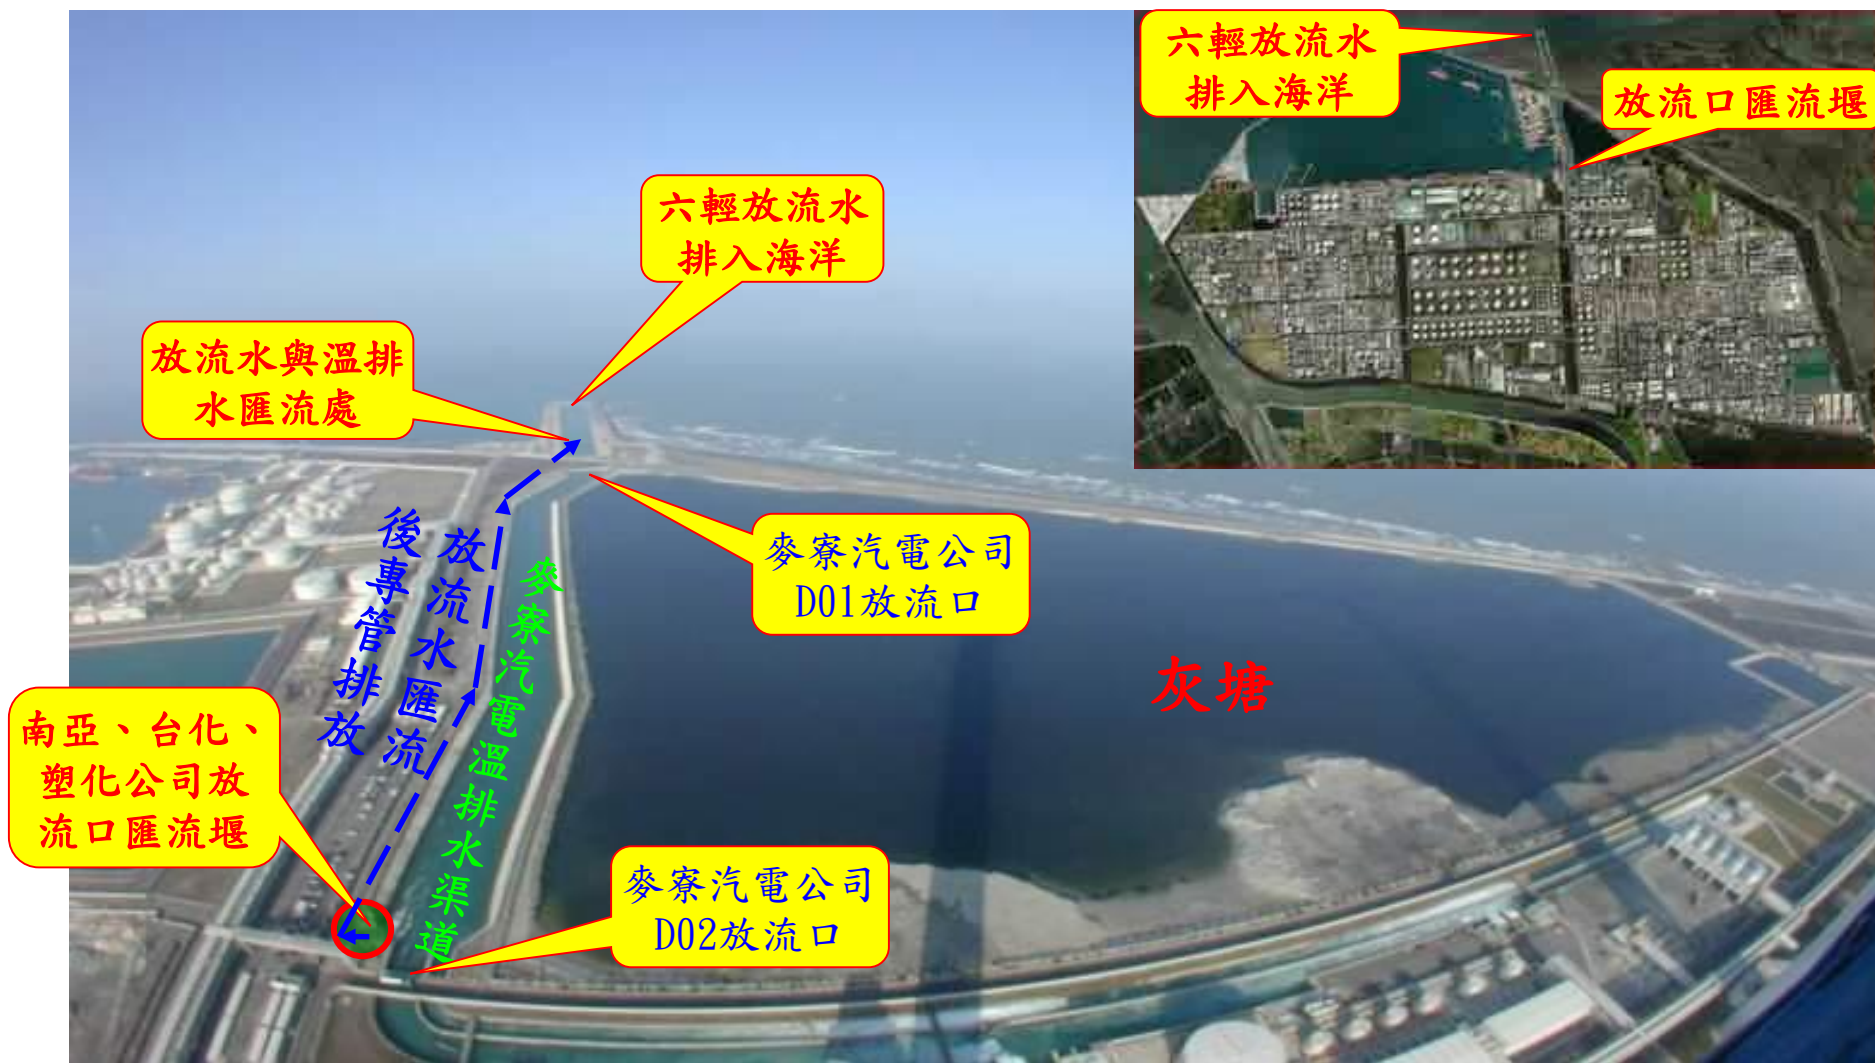 六輕放流水
排入海洋
放流口匯流堰
六輕放流水
排入海洋
放流水與溫排
水匯流處
麥寮汽電公司
D01放流口
放流水匯流
後專管排放
麥寮汽電溫排水渠道
灰塘
南亞、台化、
塑化公司放
流口匯流堰
麥寮汽電公司
D02放流口